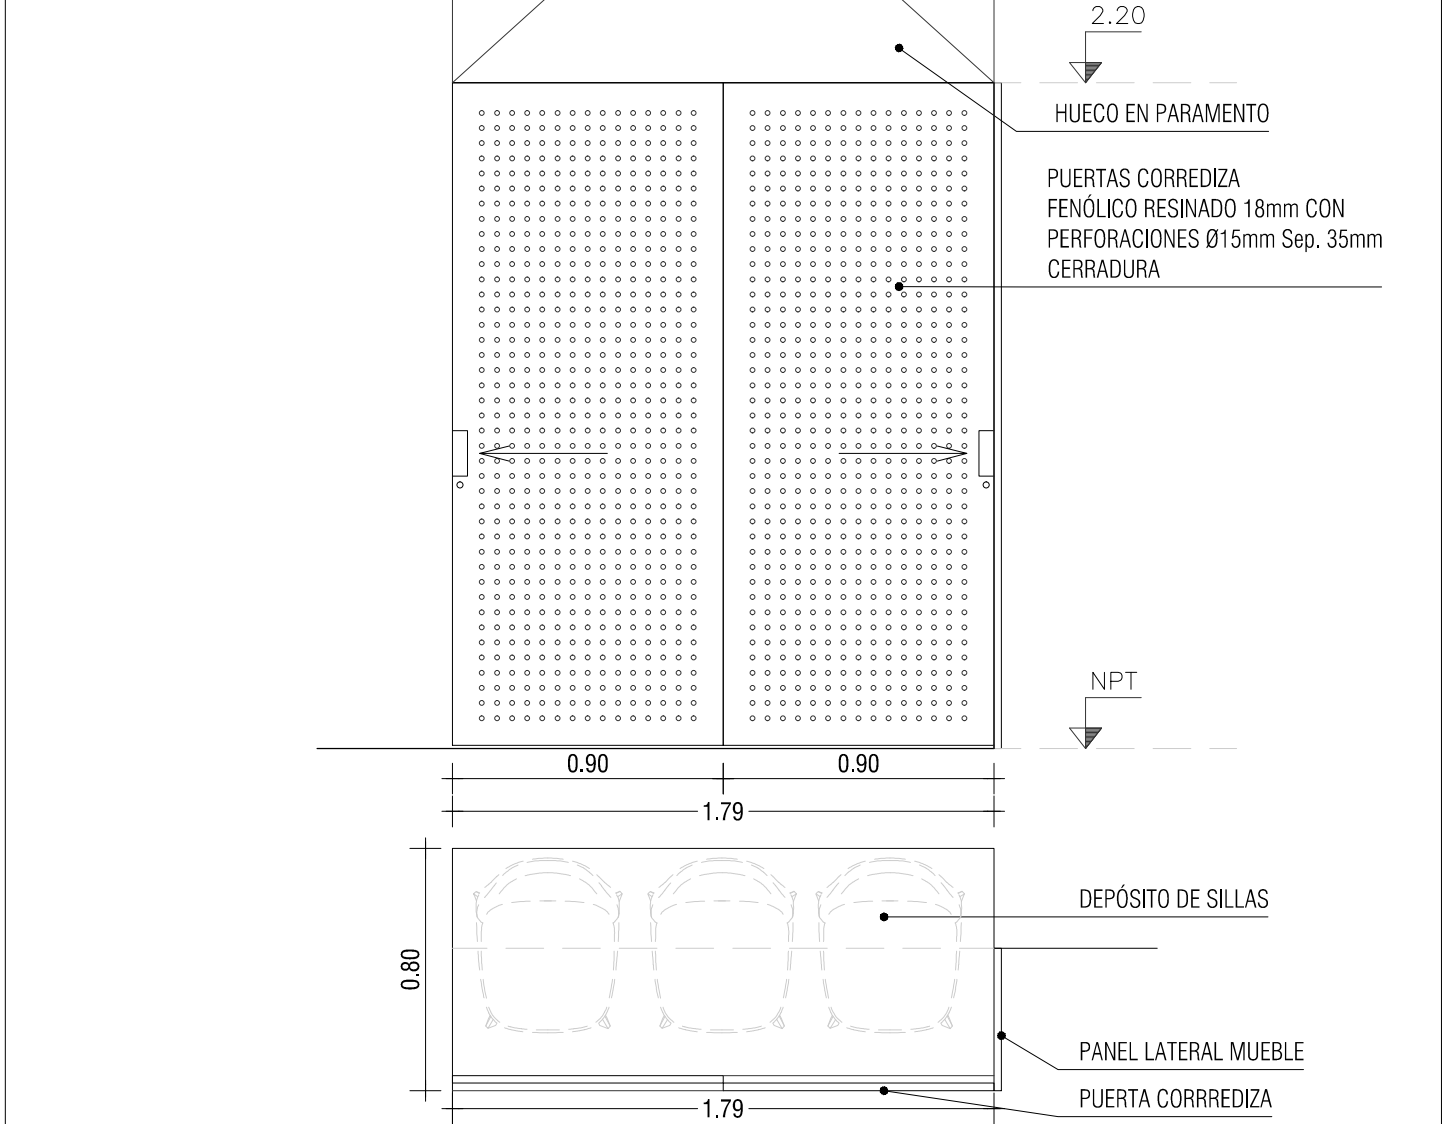 2.20
HUECO EN PARAMENTO
PUERTAS CORREDIZA
FENÓLICO RESINADO 18mm CON
PERFORACIONES Ø15mm Sep. 35mm
CERRADURA
NPT
0.90
0.90
1.79
DEPÓSITO DE SILLAS
0.80
PANEL LATERAL MUEBLE
PUERTA CORRREDIZA
1.79